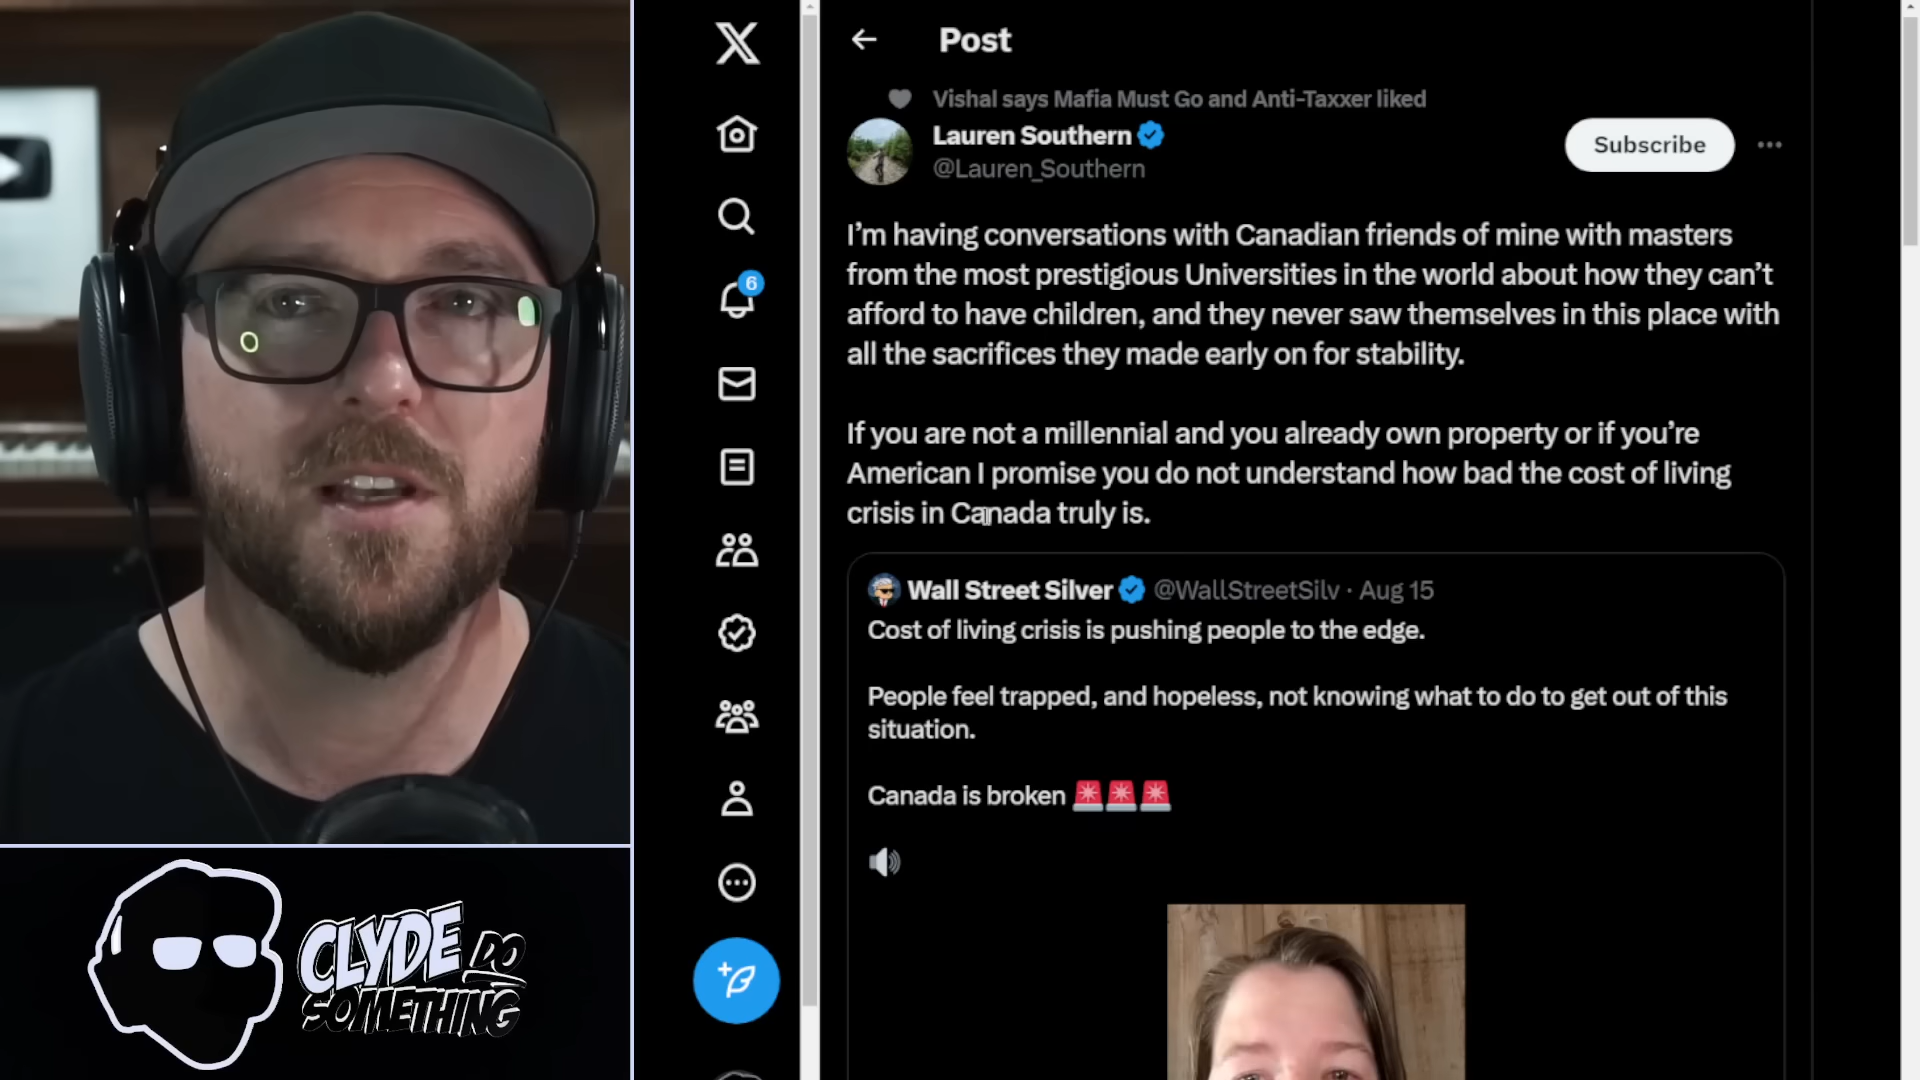 Post
Vishal says Mafia Must Go and Anti-Taxxer liked
Lauren Southern
@Lauren_Southern
Subscribe
6
I'm having conversations with Canadian friends of mine with masters
from the most prestigious Universities in the world about how they can't
afford to have children, and they never saw themselves in this place with
all the sacrifices they made early on for stability.
If you are not a millennial and you already own property or if you're
American I promise you do not understand how bad the cost of living
crisis in Canada truly is.
Wall Street Silver @WallStreetSilv · Aug 15
Cost of living crisis is pushing people to the edge.
People feel trapped, and hopeless, not knowing what to do to get out of this
situation.
Canada is broken 🚨🚨🚨
🔊
CLYDE DO
SOMETHING